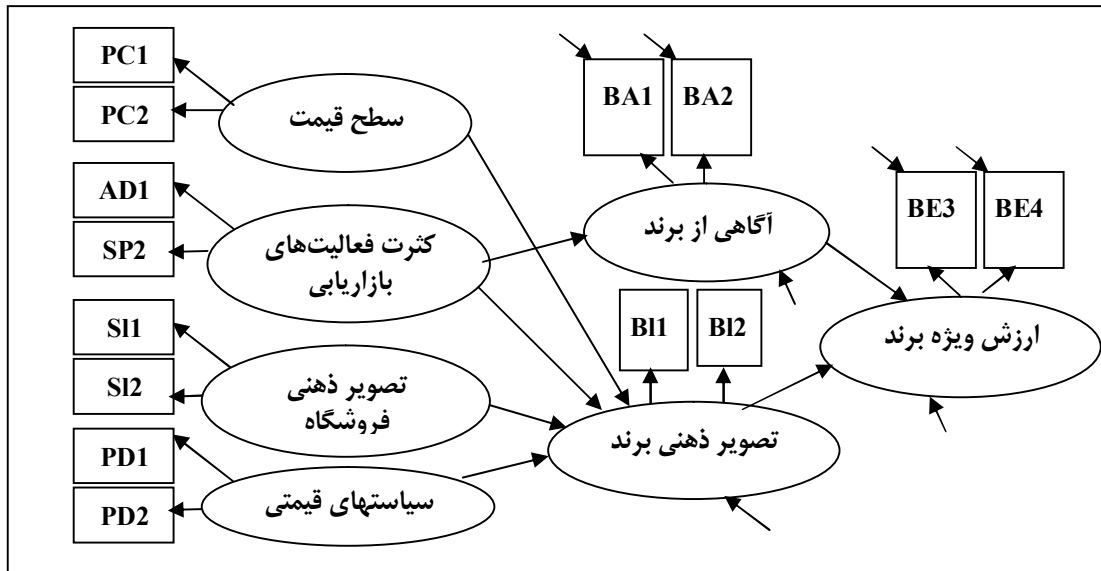 PC1
PC2
سطح قیمت
AD1
SP2
کثرت فعالیت‌های
بازاریابی
SI1
SI2
تصویر ذهنی
فروشگاه
PD1
PD2
سیاستهای قیمتی
BA1
BA2
آگاهی از برند
BI1
BI2
تصویر ذهنی برند
BE3
BE4
ارزش ویژه برند